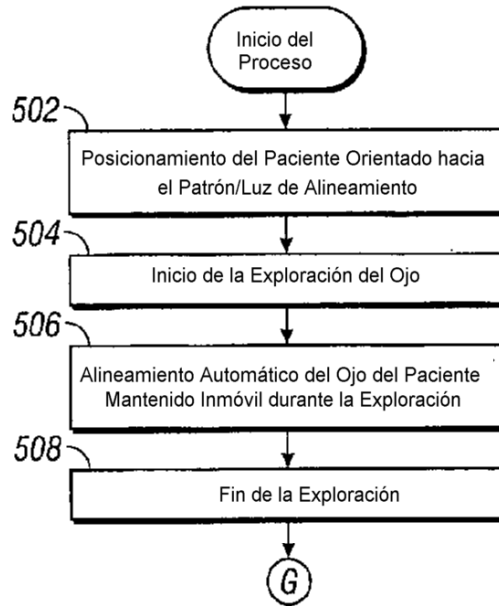 Inicio del
Proceso
502
Posicionamiento del Paciente Orientado hacia
el Patrón/Luz de Alineamiento
504
Inicio de la Exploración del Ojo
506
Alineamiento Automático del Ojo del Paciente
Mantenido Inmóvil durante la Exploración
508
Fin de la Exploración
G